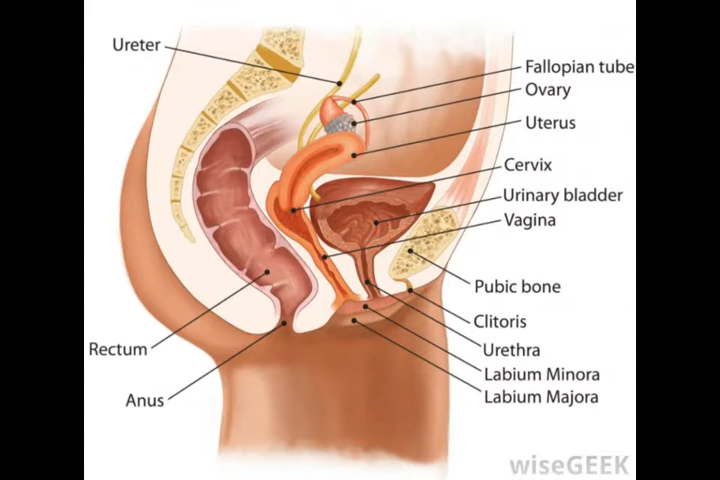 Ureter
Fallopian tube
Ovary
Uterus
Cervix
Urinary bladder
Vagina
Pubic bone
Clitoris
Urethra
Labium Minora
Labium Majora
Rectum
Anus
wiseGEEK